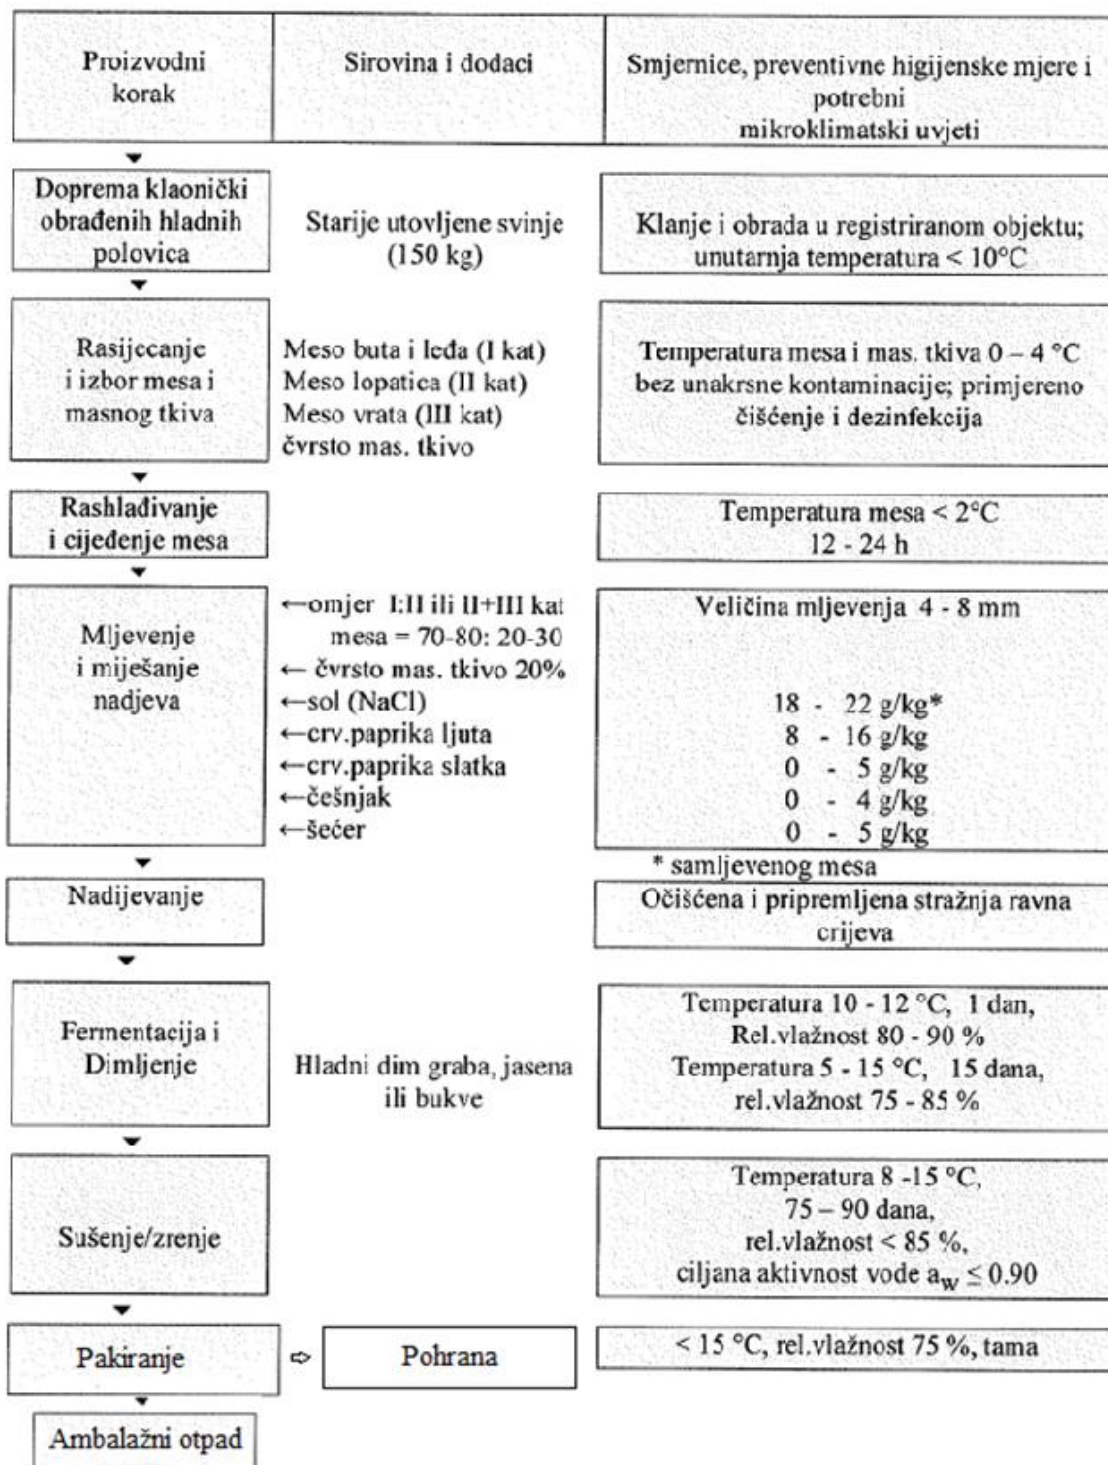 Proizvodni
korak
Sirovina i dodaci
Smjernice, preventivne higijenske mjere i
potrebni
mikroklimatski uvjeti
Doprema klaonički
obrađenih hladnih
polovica
Starije utovljene svinje
(150 kg)
Klanje i obrada u registriranom objektu;
unutarnja temperatura < 10°C
Rasijecanje
i izbor mesa i
masnog tkiva
Meso buta i leđa (I kat)
Meso lopatica (II kat)
Meso vrata (III kat)
čvrsto mas. tkivo
Temperatura mesa i mas. tkiva 0 – 4 °C
bez unakrsne kontaminacije; primjereno
čišćenje i dezinfekcija
Rashlađivanje
i cijeđenje mesa
Temperatura mesa < 2°C
12 - 24 h
Mljevenje
i miješanje
nadjeva
←omjer I:II ili II+III kat
mesa = 70-80: 20-30
← čvrsto mas. tkivo 20%
←sol (NaCl)
←crv.paprika ljuta
←crv.paprika slatka
←češnjak
←šećer
Veličina mljevenja 4 - 8 mm
18 - 22 g/kg*
8 - 16 g/kg
0 - 5 g/kg
0 - 4 g/kg
0 - 5 g/kg
* samljevenog mesa
Nadijevanje
Očišćena i pripremljena stražnja ravna
crijeva
Fermentacija i
Dimljenje
Hladni dim graba, jasena
ili bukve
Temperatura 10 - 12 °C, 1 dan,
Rel.vlažnost 80 - 90 %
Temperatura 5 - 15 °C, 15 dana,
rel.vlažnost 75 - 85 %
Sušenje/zrenje
Temperatura 8 -15 °C,
75 – 90 dana,
rel.vlažnost < 85 %,
ciljana aktivnost vode aw ≤ 0.90
Pakiranje
⇨
Pohrana
< 15 °C, rel.vlažnost 75 %, tama
Ambalažni otpad